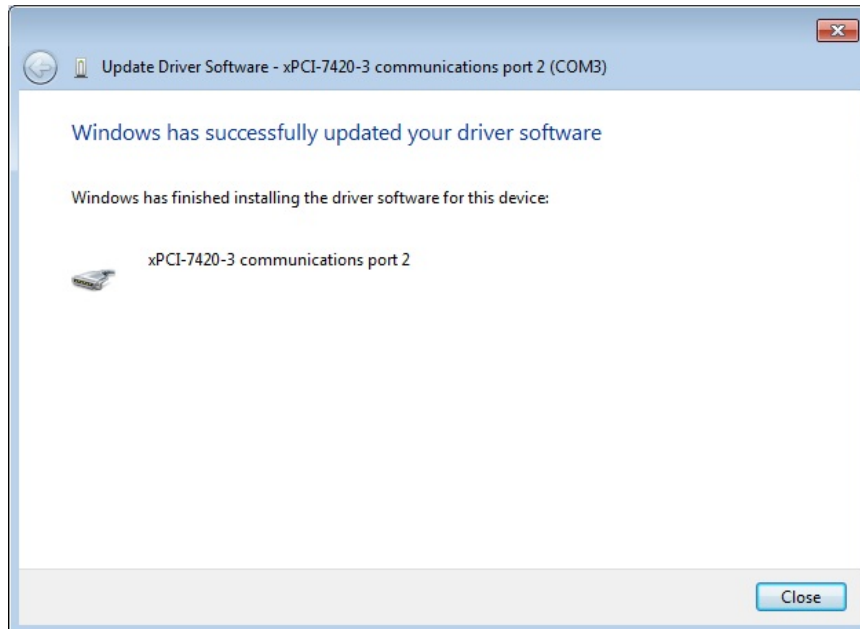 Update Driver Software - xPCI-7420-3 communications port 2 (COM3)
Windows has successfully updated your driver software
Windows has finished installing the driver software for this device:
xPCI-7420-3 communications port 2
Close